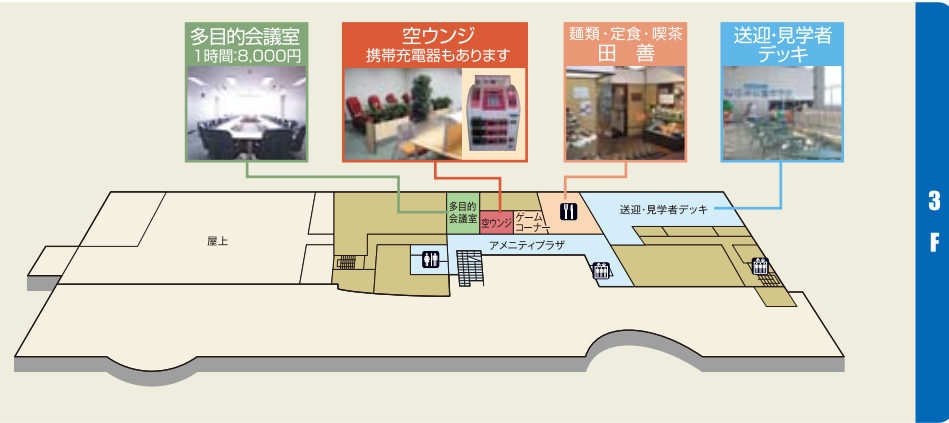 多目的会議室
1時間:8,000円
空ウンジ
携帯充電器もあります
麺類・定食・喫茶
田 善
送迎・見学者
デッキ
3
F
屋上
多目的
会議室
空ウンジ
ゲーム
コーナー
送迎・見学者デッキ
アメニティプラザ